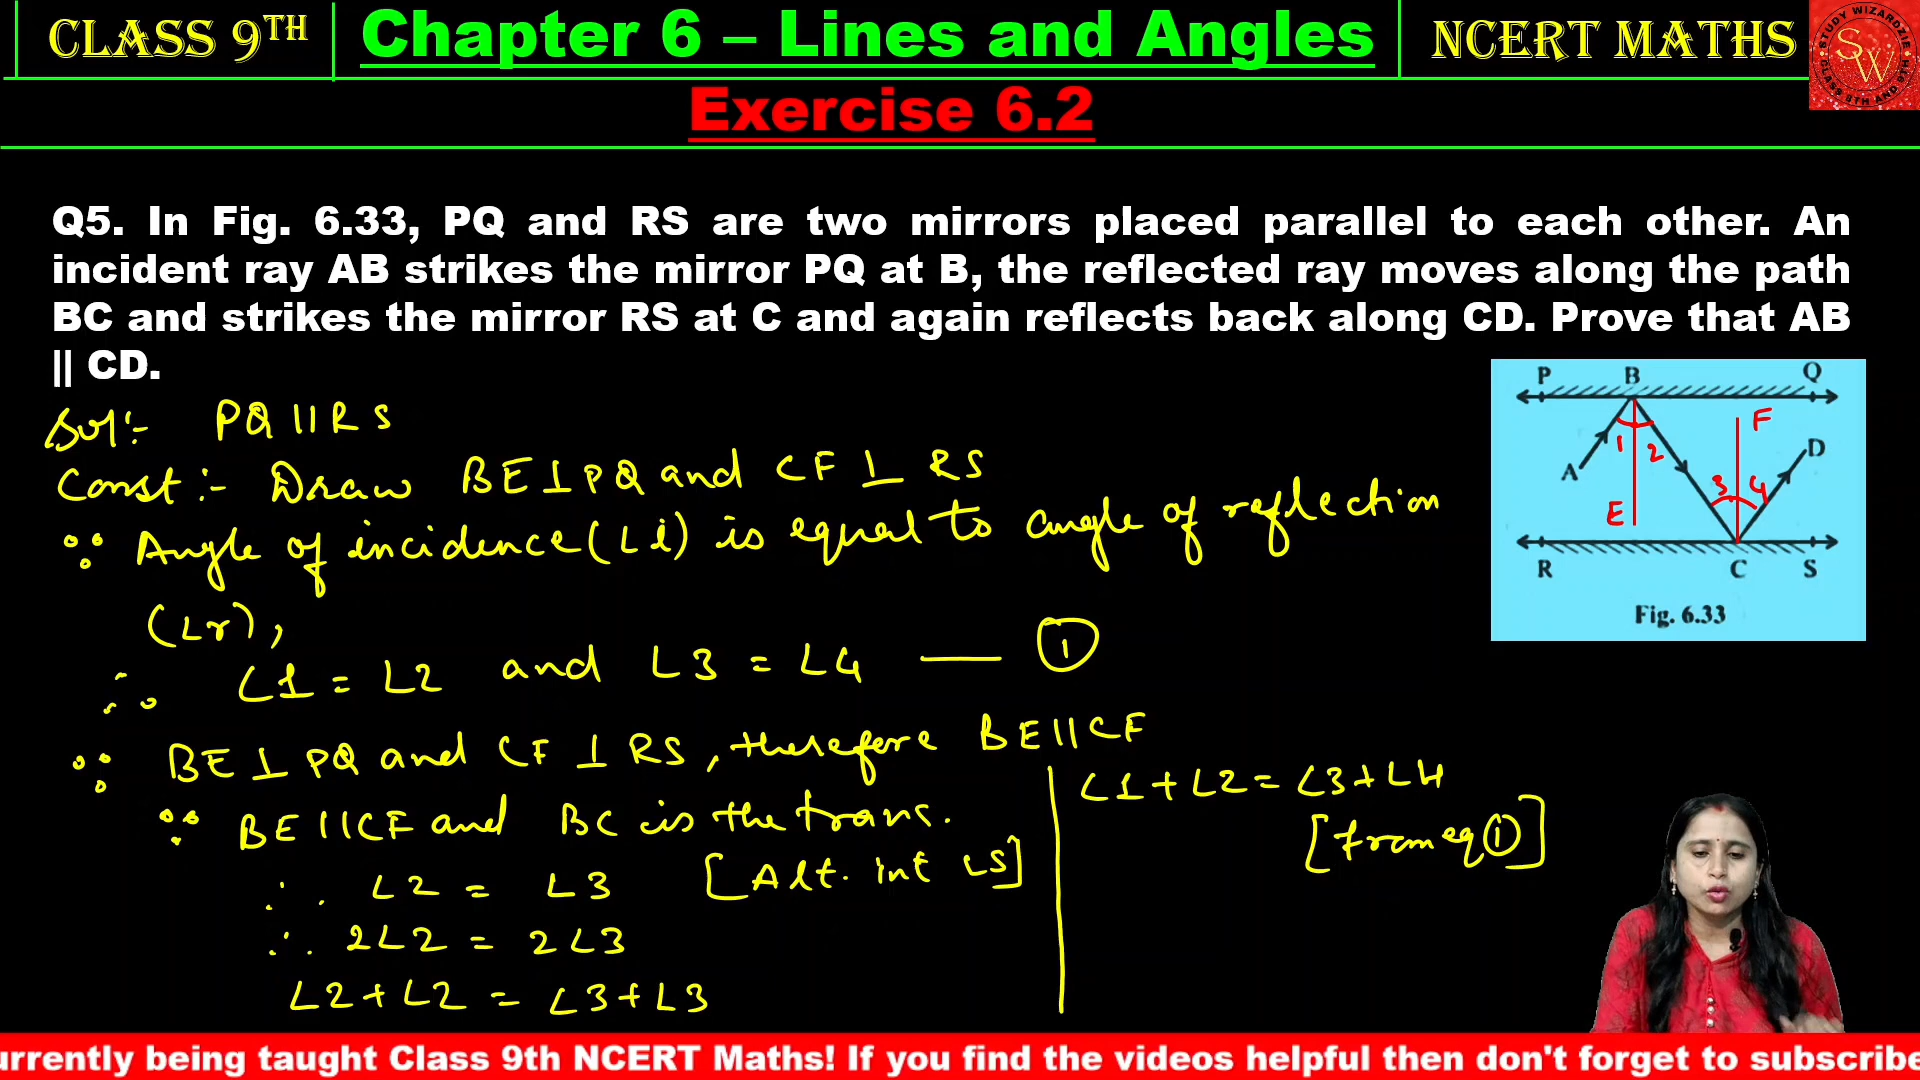 CLASS 9TH
Chapter 6 – Lines and Angles
NCERT MATHS
STUDY WIZARDZIE
SW
CLASS 9TH AND 10TH
Exercise 6.2
Q5. In Fig. 6.33, PQ and RS are two mirrors placed parallel to each other. An
incident ray AB strikes the mirror PQ at B, the reflected ray moves along the path
BC and strikes the mirror RS at C and again reflects back along CD. Prove that AB
|| CD.
Sol:- PQ || RS
Const:- Draw BE ⊥ PQ and CF ⊥ RS
∵ Angle of incidence (∠i) is equal to angle of reflection
(∠r),
∴ ∠1 = ∠2 and ∠3 = ∠4 — ①
∵ BE ⊥ PQ and CF ⊥ RS, therefore BE || CF
∵ BE || CF and BC is the trans.
∴ ∠2 = ∠3 [Alt. int ∠S]
∴ 2∠2 = 2∠3
∠2 + ∠2 = ∠3 + ∠3
∠1 + ∠2 = ∠3 + ∠4
[from eq ①]
P B Q
F
1 2
A D
3 4
E
R C S
Fig. 6.33
urrently being taught Class 9th NCERT Maths! If you find the videos helpful then don't forget to subscribe